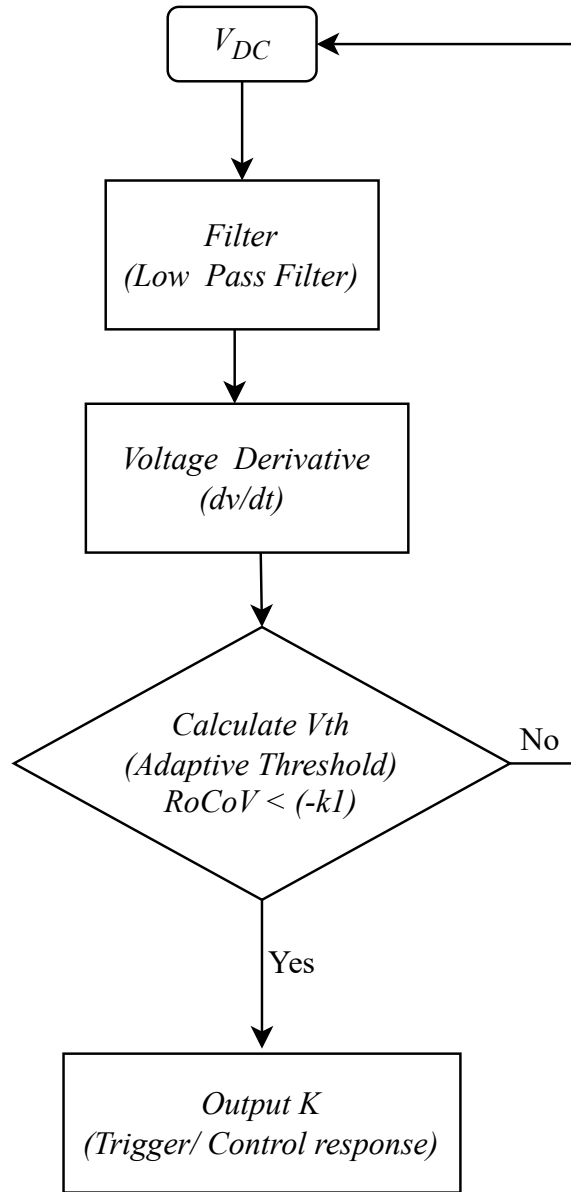 V_DC
Filter
(Low Pass Filter)
Voltage Derivative
(dv/dt)
Calculate Vth
(Adaptive Threshold)
RoCoV < (-k1)
No
Yes
Output K
(Trigger/ Control response)